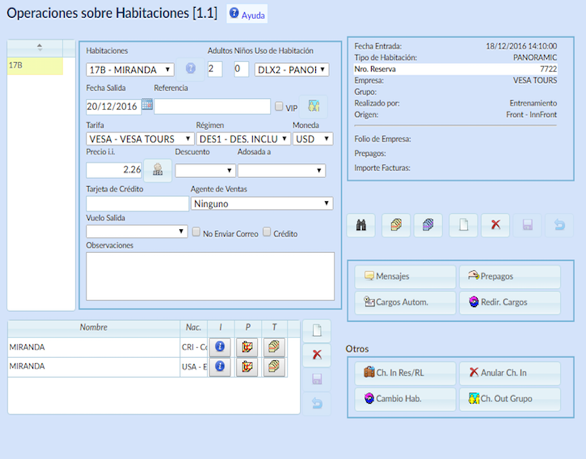 Operaciones sobre Habitaciones [1.1] Ayuda
17B
Habitaciones Adultos Niños Uso de Habitación
17B - MIRANDA 2 0 DLX2 - PANOI
Fecha Salida Referencia
20/12/2016 VIP
Tarifa Régimen Moneda
VESA - VESA TOURS DES1 - DES. INCLU USD
Precio i.i. Descuento Adosada a
2.26
Tarjeta de Crédito Agente de Ventas
Ninguno
Vuelo Salida
No Enviar Correo Crédito
Observaciones
Fecha Entrada: 18/12/2016 14:10:00
Tipo de Habitación: PANORAMIC
Nro. Reserva 7722
Empresa: VESA TOURS
Grupo:
Realizado por: Entrenamiento
Origen: Front - InnFront
Folio de Empresa:
Prepagos:
Importe Facturas:
Mensajes Prepagos
Cargos Autom. Redir. Cargos
Nombre Nac. I P T
MIRANDA CRI - C
MIRANDA USA - E
Otros
Ch. In Res/RL Anular Ch. In
Cambio Hab. Ch. Out Grupo